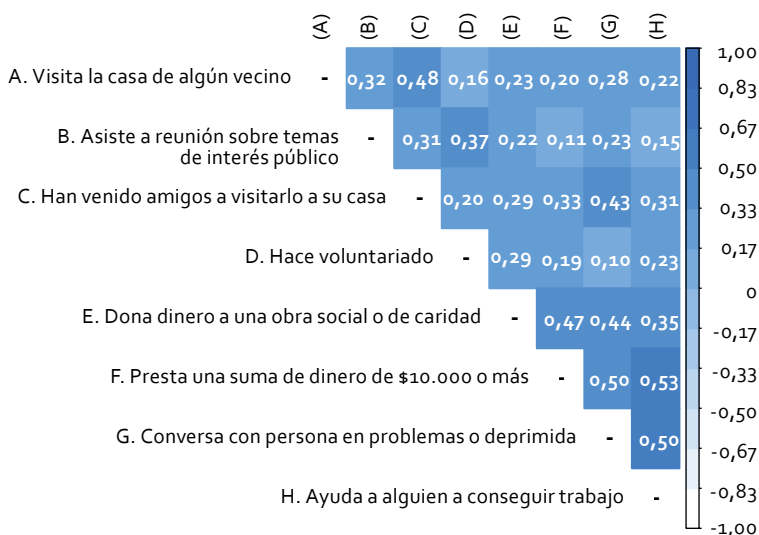 (A) (B) (C) (D) (E) (F) (G) (H)
A. Visita la casa de algún vecino - 0,32 0,48 0,16 0,23 0,20 0,28 0,22
B. Asiste a reunión sobre temas
de interés público - 0,31 0,37 0,22 0,11 0,23 0,15
C. Han venido amigos a visitarlo a su casa - 0,20 0,29 0,33 0,43 0,31
D. Hace voluntariado - 0,29 0,19 0,10 0,23
E. Dona dinero a una obra social o de caridad - 0,47 0,44 0,35
F. Presta una suma de dinero de $10.000 o más - 0,50 0,53
G. Conversa con persona en problemas o deprimida - 0,50
H. Ayuda a alguien a conseguir trabajo -
1,00
0,83
0,67
0,50
0,33
0,17
0
-0,17
-0,33
-0,50
-0,67
-0,83
-1,00